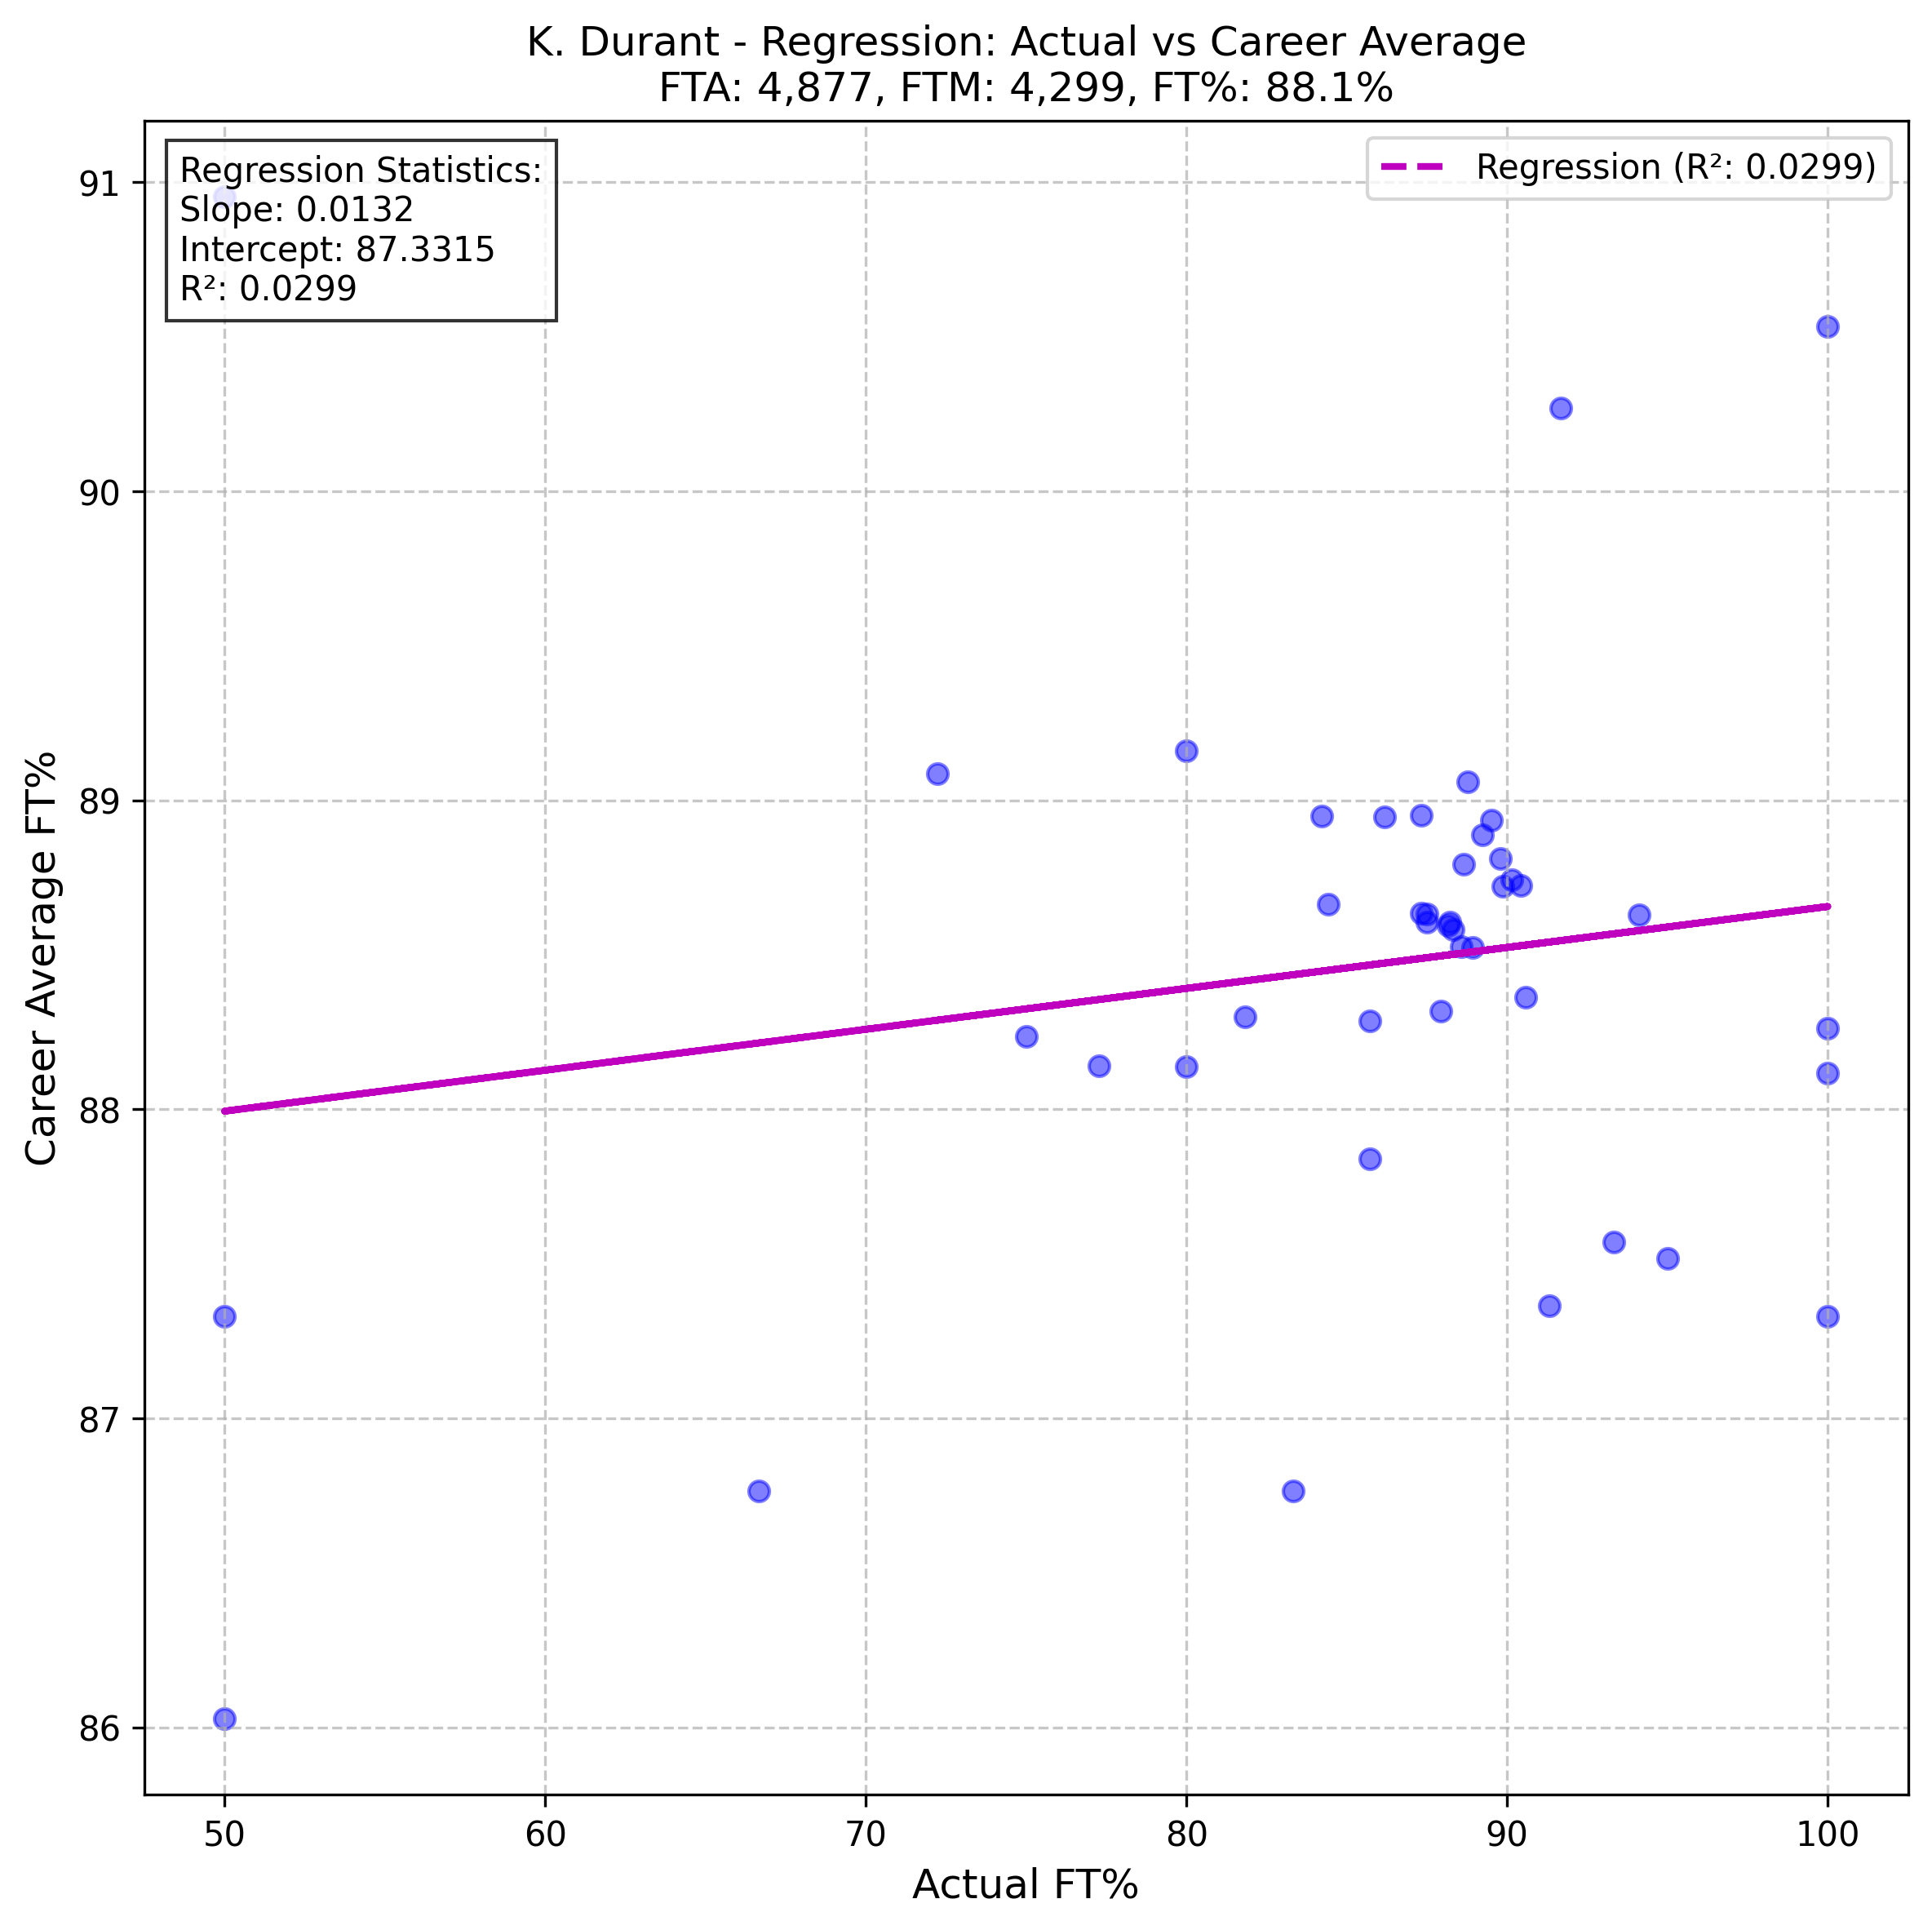 K. Durant - Regression: Actual vs Career Average
FTA: 4,877, FTM: 4,299, FT%: 88.1%
Regression Statistics:
Slope: 0.0132
Intercept: 87.3315
R²: 0.0299
Regression (R²: 0.0299)
Career Average FT%
91
90
89
88
87
86
50 60 70 80 90 100
Actual FT%